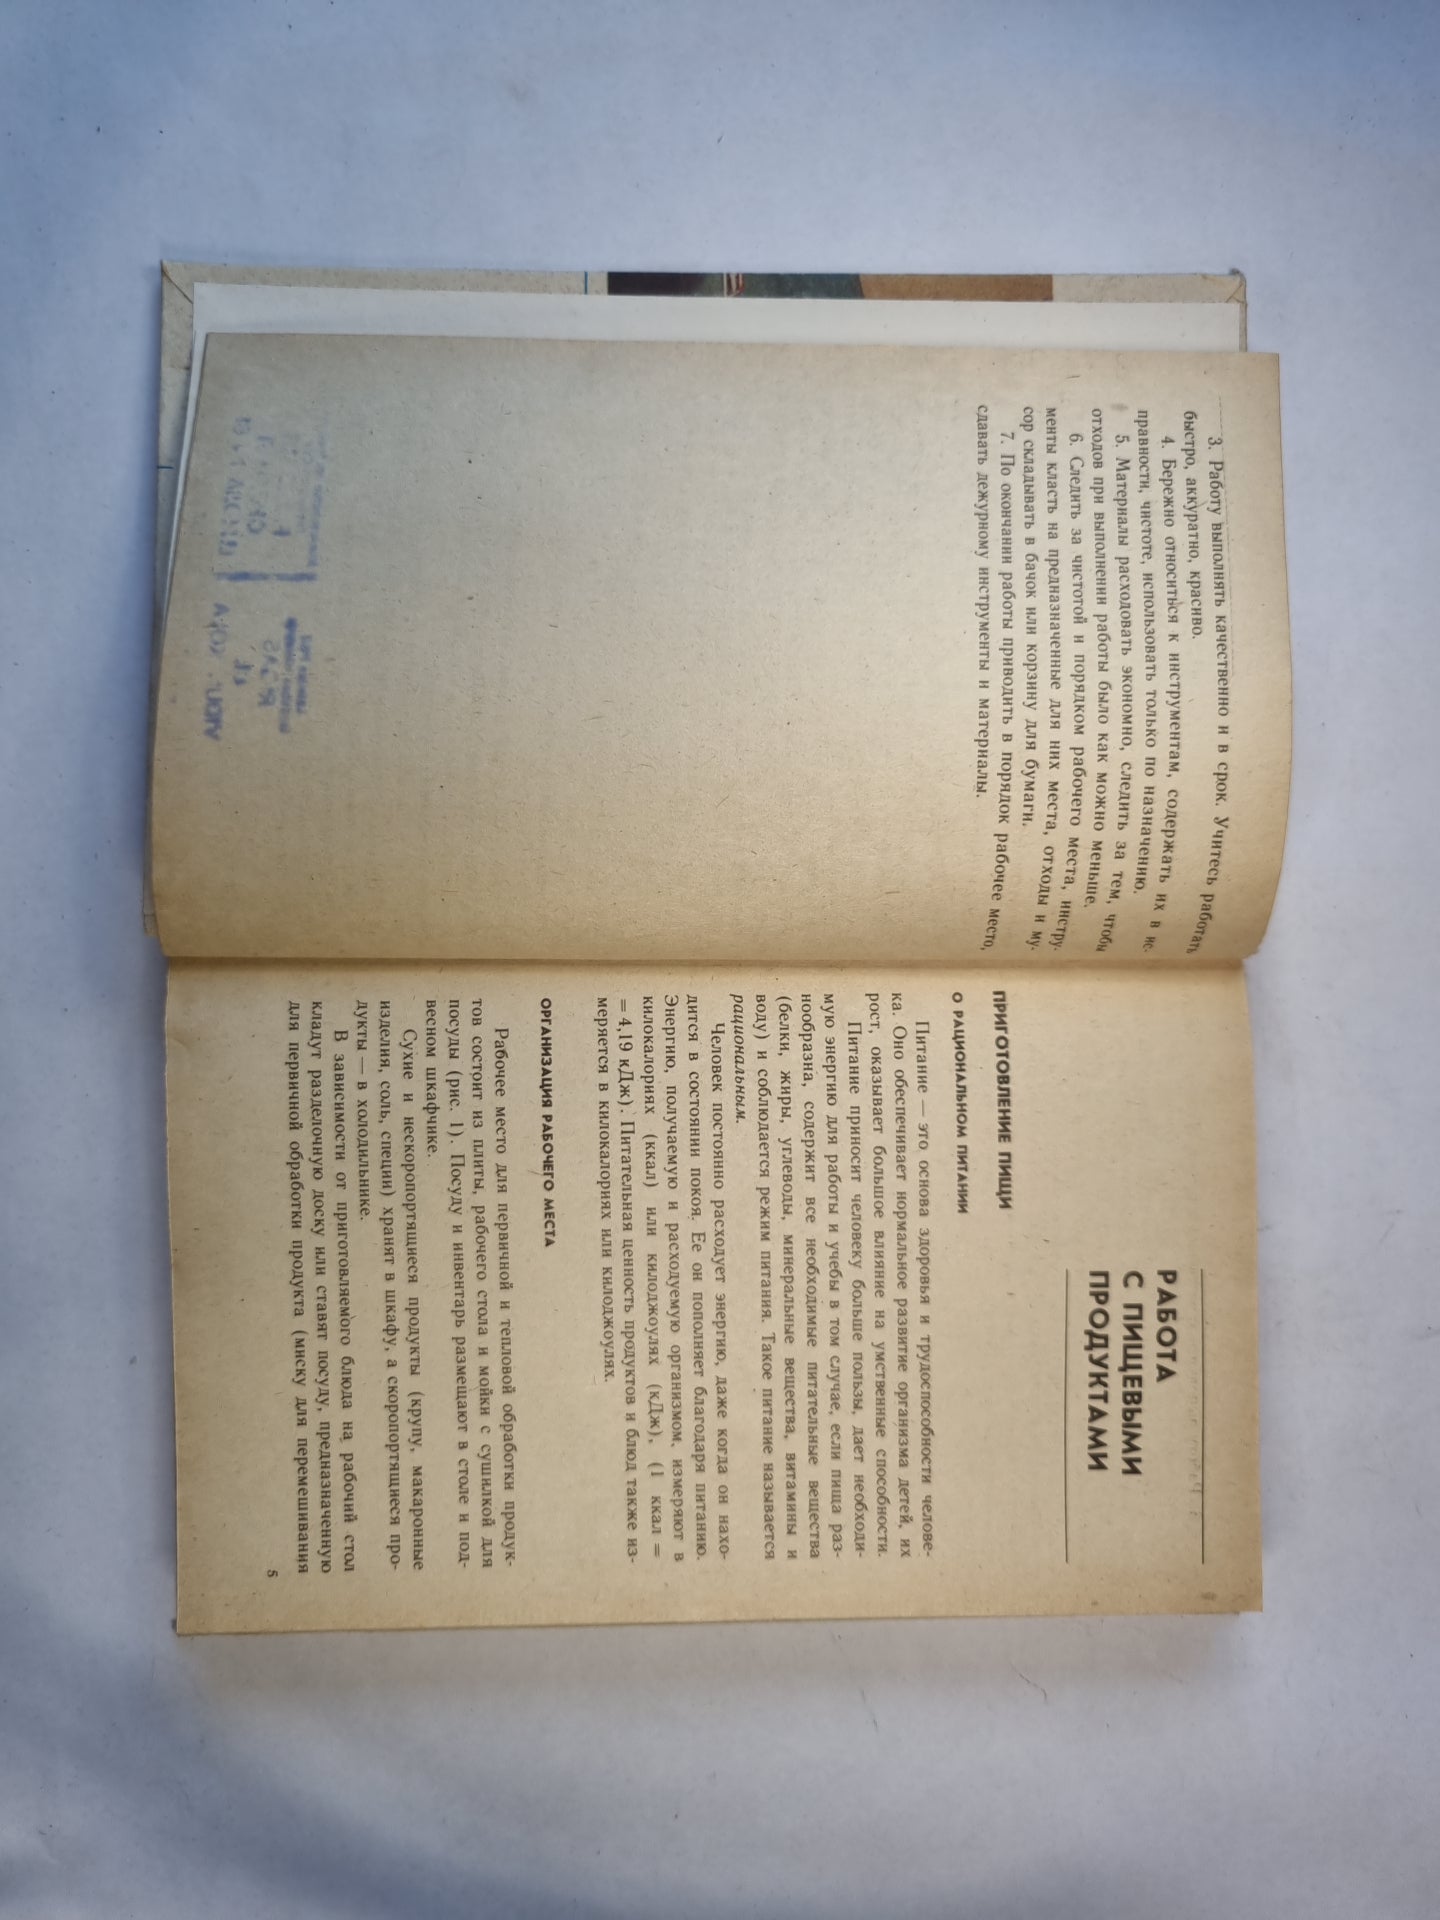 3. Работу выполнять качественно и в срок. Учитесь работать
быстро, аккуратно, красиво.
4. Бережно относиться к инструментам, содержать их в ис-
правности, чистоте, использовать только по назначению.
5. Материалы расходовать экономно, следить за тем, чтобы
отходов при выполнении работы было как можно меньше.
6. Следить за чистотой и порядком рабочего места, инстру-
менты класть на предназначенные для них места, отходы и му-
сор складывать в бачок или корзину для бумаги.
7. По окончании работы приводить в порядок рабочее место,
сдавать дежурному инструменты и материалы.
РАБОТА
С ПИЩЕВЫМИ
ПРОДУКТАМИ
ПРИГОТОВЛЕНИЕ ПИЩИ
О РАЦИОНАЛЬНОМ ПИТАНИИ
Питание — это основа здоровья и трудоспособности челове-
ка. Оно обеспечивает нормальное развитие организма детей, их
рост, оказывает большое влияние на умственные способности.
Питание приносит человеку больше пользы, дает необходи-
мую энергию для работы и учебы в том случае, если пища раз-
нообразна, содержит все необходимые питательные вещества
(белки, жиры, углеводы, минеральные вещества, витамины и
воду) и соблюдается режим питания. Такое питание называется
рациональным.
Человек постоянно расходует энергию, даже когда он нахо-
дится в состоянии покоя. Ее он пополняет благодаря питанию.
Энергию, получаемую и расходуемую организмом, измеряют в
килокалориях (ккал) или килоджоулях (кДж), (1 ккал =
=4,19 кДж). Питательная ценность продуктов и блюд также из-
меряется в килокалориях или килоджоулях.
ОРГАНИЗАЦИЯ РАБОЧЕГО МЕСТА
Рабочее место для первичной и тепловой обработки продук-
тов состоит из плиты, рабочего стола и мойки с сушилкой для
посуды (рис. 1). Посуду и инвентарь размещают в столе и под-
весном шкафчике.
Сухие и нескоропортящиеся продукты (крупу, макаронные
изделия, соль, специи) хранят в шкафу, а скоропортящиеся про-
дукты — в холодильнике.
В зависимости от приготовляемого блюда на рабочий стол
кладут разделочную доску или ставят посуду, предназначенную
для первичной обработки продукта (миску для перемешивания
5